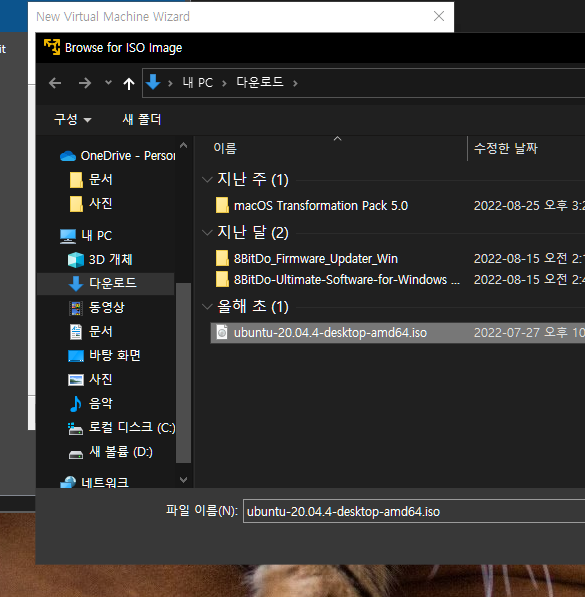 New Virtual Machine Wizard
it
Browse for ISO Image
내 PC
다운로드
구성
새 폴더
이름
수정한 날짜
OneDrive - Person
문서
사진
내 PC
3D 개체
다운로드
동영상
문서
바탕 화면
사진
음악
로컬 디스크 (C:)
새 볼륨 (D:)
네트워크
지난 주 (1)
macOS Transformation Pack 5.0 2022-08-25 오후 3:2
지난 달 (2)
8BitDo_Firmware_Updater_Win 2022-08-15 오전 2:1
8BitDo-Ultimate-Software-for-Windows ... 2022-08-15 오전 2:4
올해 초 (1)
ubuntu-20.04.4-desktop-amd64.iso 2022-07-27 오후 10
파일 이름(N): ubuntu-20.04.4-desktop-amd64.iso